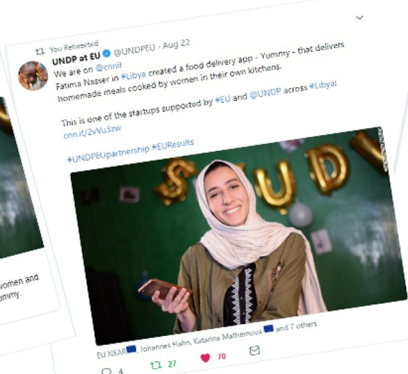 You Retweeted
UNDP at EU @UNDPEU · Aug 22
We are on @cnni!
Fatima Nasser in #Libya created a food delivery app - Yummy - that delivers
homemade meals cooked by women in their own kitchens.
This is one of the startups supported by #EU and @UNDP across #Libya:
cnn.it/2vVu3zw
#UNDPEUpartnership #EUResults
STUDY
EU NEAR, Johannes Hahn, Katarina Mathernova and 7 others
4 27 70
women and